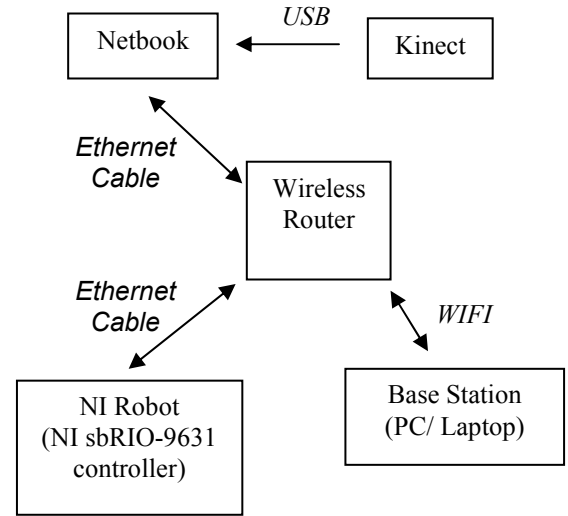 USB
Netbook
Kinect
Ethernet
Cable
Wireless
Router
Ethernet
Cable
WIFI
NI Robot
(NI sbRIO-9631
controller)
Base Station
(PC/ Laptop)